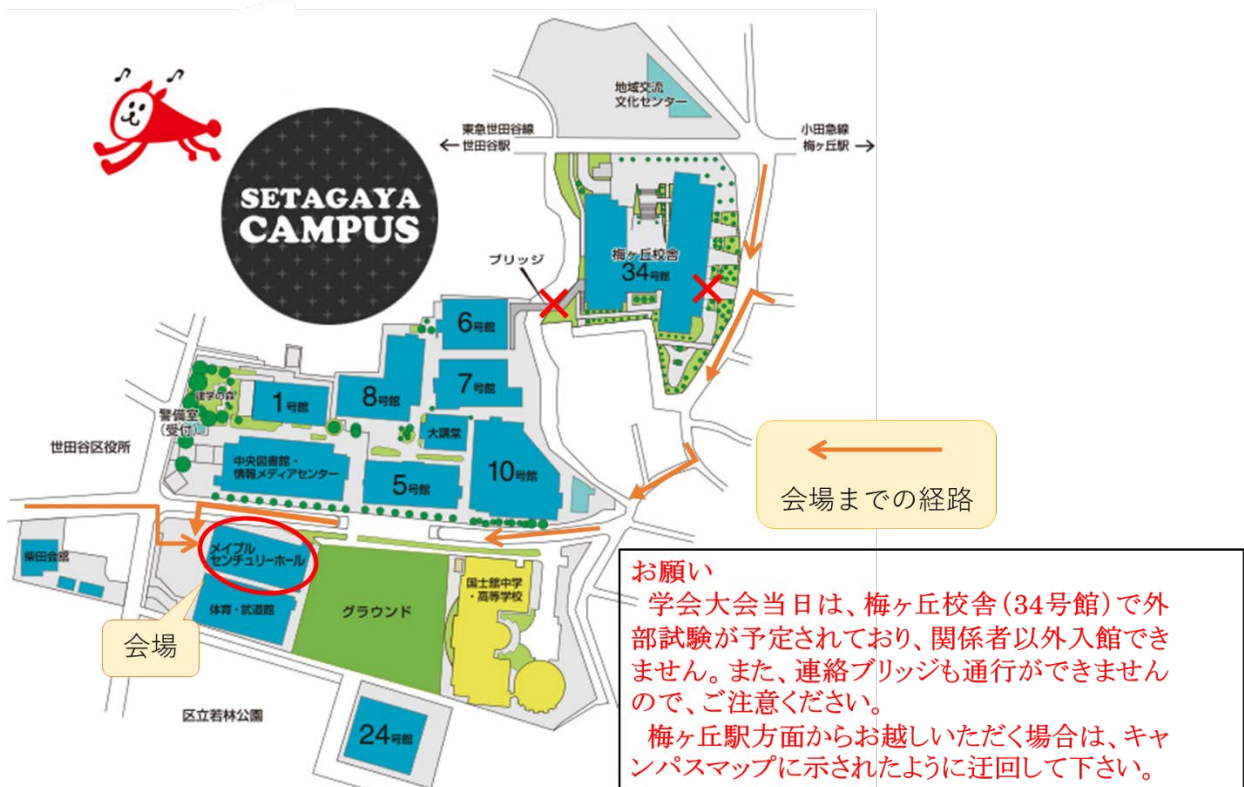 地域交流
文化センター
東急世田谷線
世田谷駅
小田急線
梅ヶ丘駅
SETAGAYA
CAMPUS
ブリッジ
梅ヶ丘校舎
34号館
6号館
7号館
8号館
1号館
建学の森
警備室
(受付)
大講堂
世田谷区役所
中央図書館・
情報メディアセンター
5号館
10号館
会場までの経路
メイプル
センチュリーホール
柴田会舘
体育・武道館
グラウンド
国士舘中学
・高等学校
会場
区立若林公園
24号館
お願い
学会大会当日は、梅ヶ丘校舎(34号館)で外
部試験が予定されており、関係者以外入館でき
ません。また、連絡ブリッジも通行ができません
ので、ご注意ください。
梅ヶ丘駅方面からお越しいただく場合は、キャ
ンパスマップに示されたように迂回して下さい。